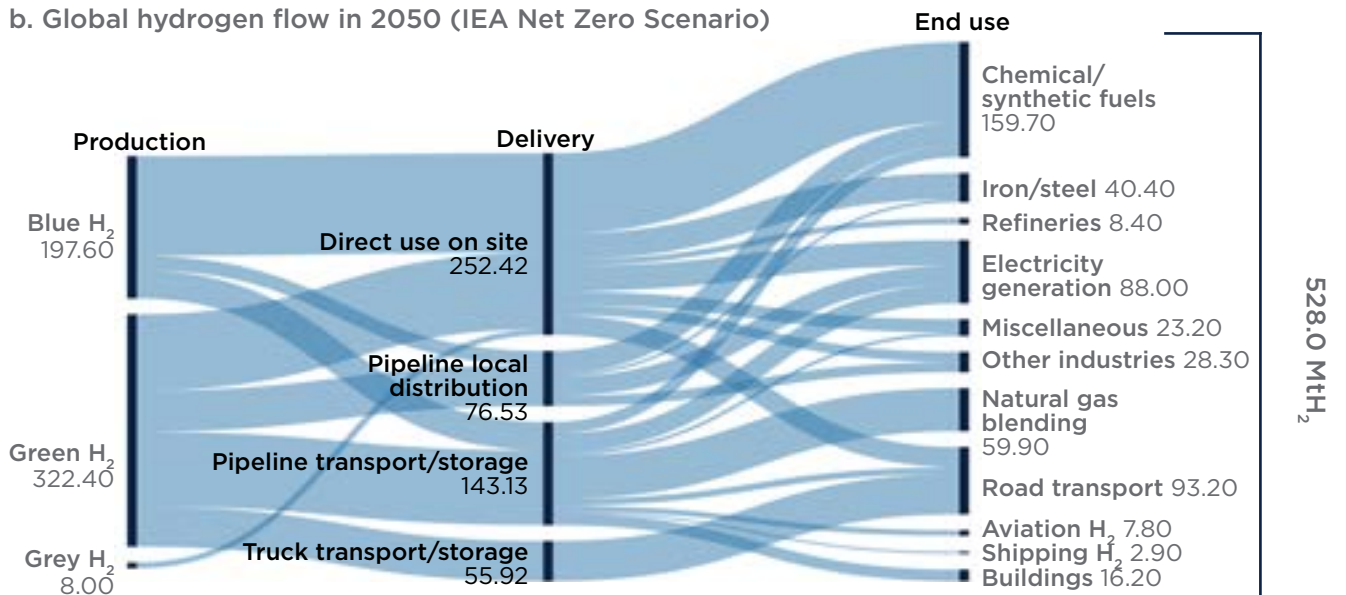 b. Global hydrogen flow in 2050 (IEA Net Zero Scenario)
Production
Blue H₂
197.60
Green H₂
322.40
Grey H₂
8.00
Delivery
Direct use on site
252.42
Pipeline local
distribution
76.53
Pipeline transport/storage
143.13
Truck transport/storage
55.92
End use
Chemical/
synthetic fuels
159.70
Iron/steel 40.40
Refineries 8.40
Electricity
generation 88.00
Miscellaneous 23.20
Other industries 28.30
Natural gas
blending
59.90
Road transport 93.20
Aviation H₂ 7.80
Shipping H₂ 2.90
Buildings 16.20
528.0 MtH₂